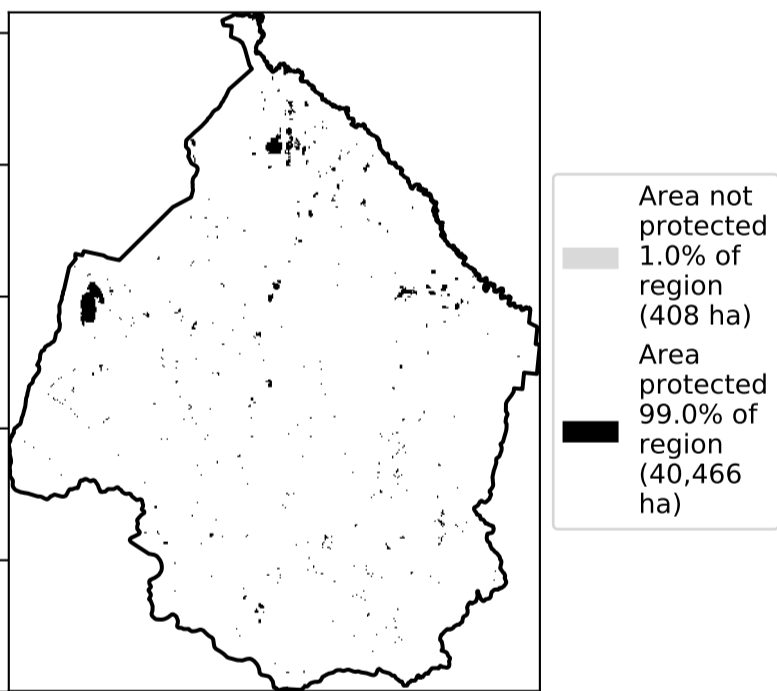 Area not
protected
1.0% of
region
(408 ha)
Area
protected
99.0% of
region
(40,466
ha)